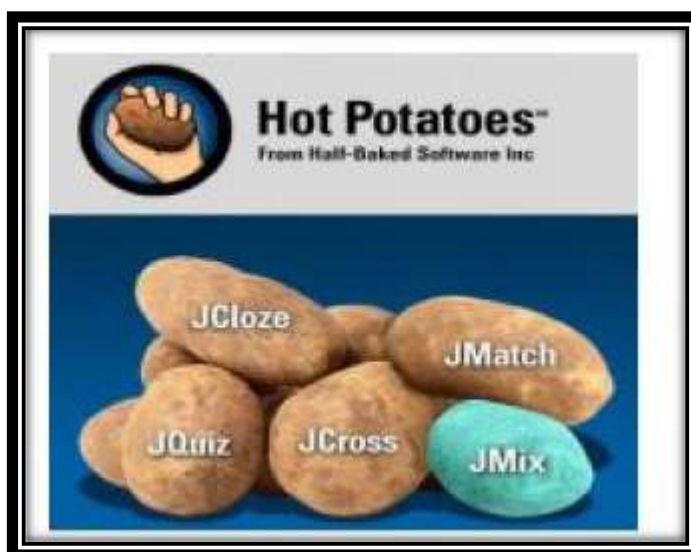 Hot Potatoes™
From Half-Baked Software Inc
JCloze
JMatch
JQuiz
JCross
JMix